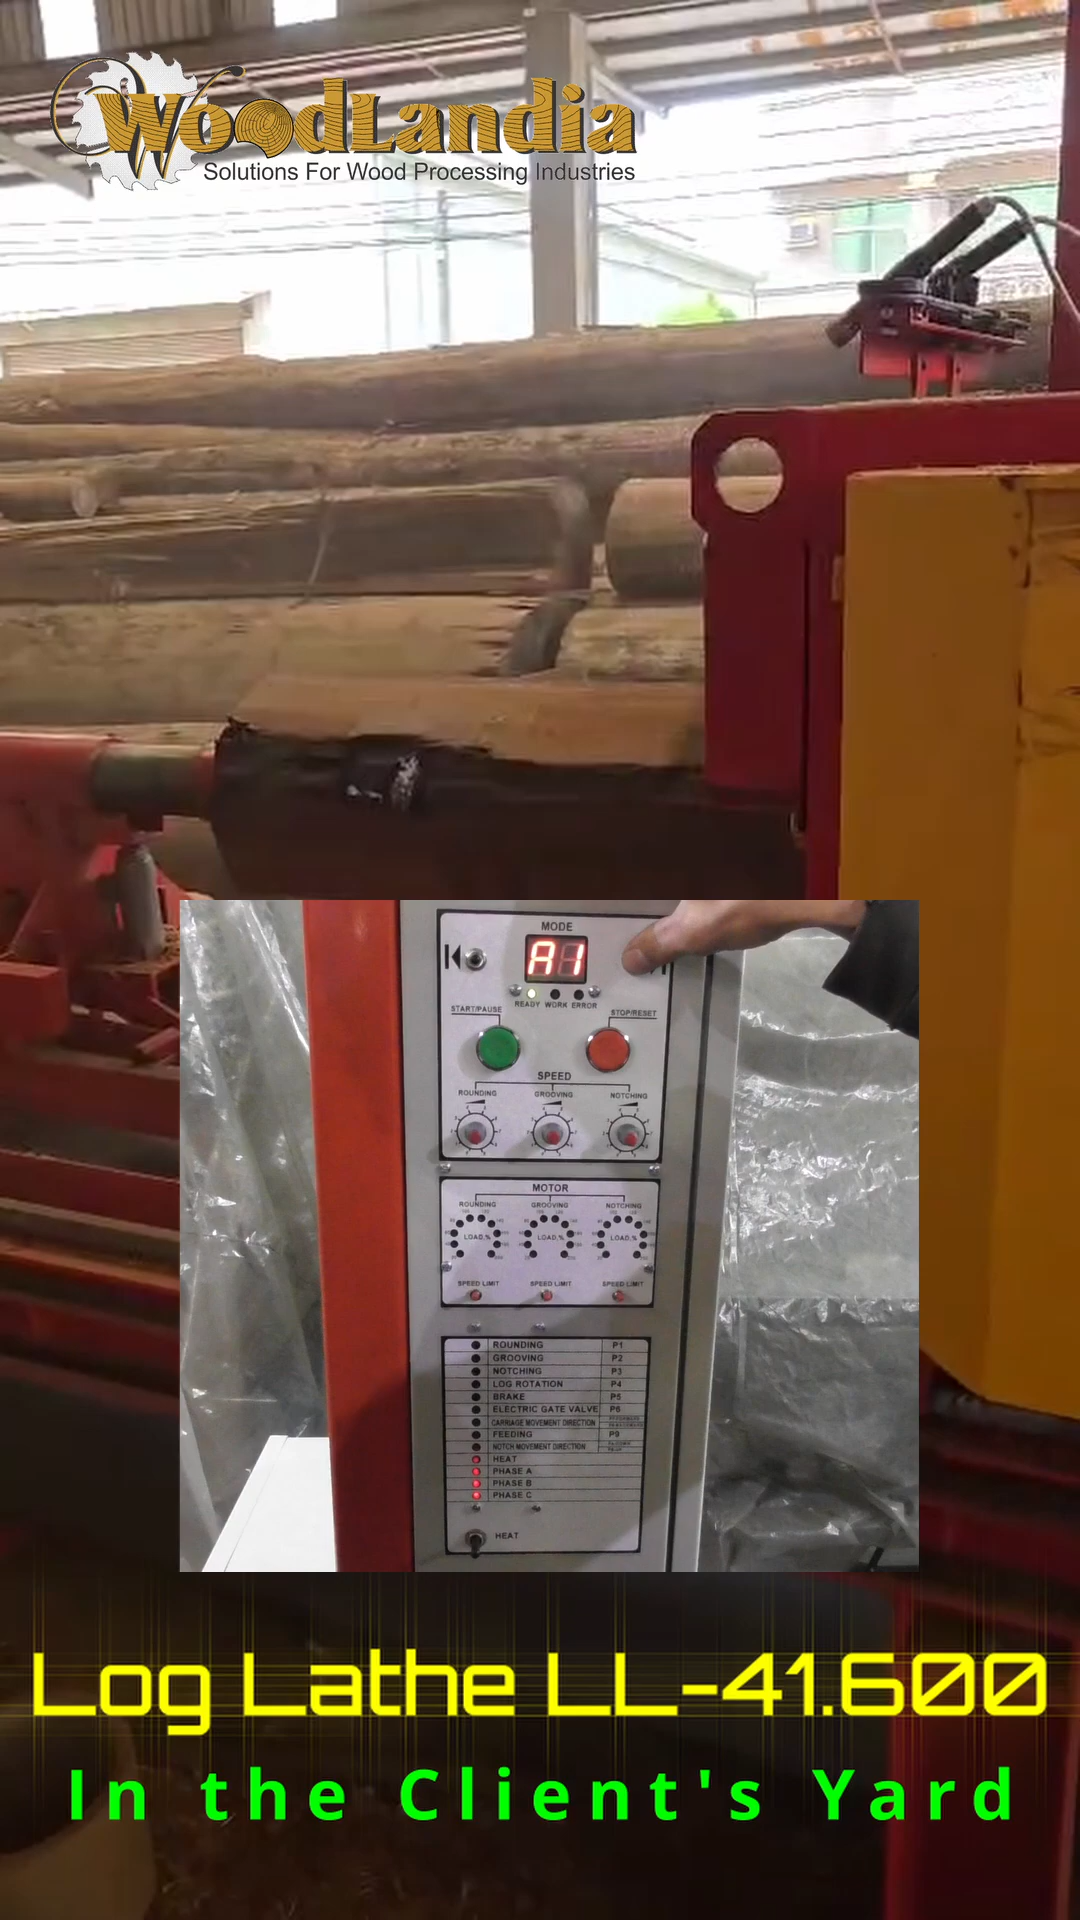 WoodLandia
Solutions For Wood Processing Industries
MODE
A1
READY WORK ERROR
START/PAUSE
STOP/RESET
SPEED
ROUNDING GROOVING NOTCHING
MOTOR
ROUNDING GROOVING NOTCHING
LOAD,% LOAD,% LOAD,%
SPEED LIMIT SPEED LIMIT SPEED LIMIT
ROUNDING P1
GROOVING P2
NOTCHING P3
LOG ROTATION P4
BRAKE P5
ELECTRIC GATE VALVE P6
CARRIAGE MOVEMENT DIRECTION
FEEDING P9
NOTCH MOVEMENT DIRECTION
HEAT
PHASE A
PHASE B
PHASE C
HEAT
Log Lathe LL-41.600
In the Client's Yard